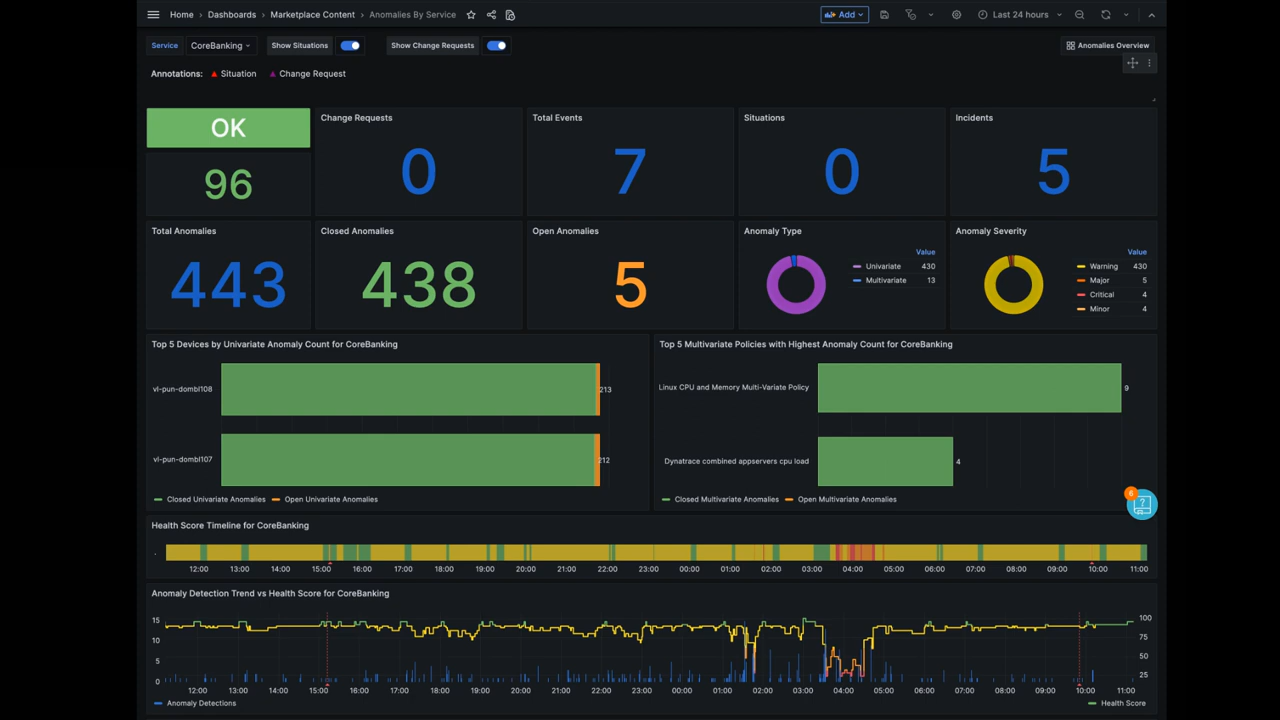 Home › Dashboards › Marketplace Content › Anomalies By Service
Add
Last 24 hours
Service CoreBanking Show Situations Show Change Requests Anomalies Overview
Annotations: Situation Change Request
OK
96
Change Requests
0
Total Events
7
Situations
0
Incidents
5
Total Anomalies
443
Closed Anomalies
438
Open Anomalies
5
Anomaly Type
Value
Univariate 430
Multivariate 13
Anomaly Severity
Value
Warning 430
Major 5
Critical 4
Minor 4
Top 5 Devices by Univariate Anomaly Count for CoreBanking
vl-pun-dombl108 213
vl-pun-dombl107 212
Closed Univariate Anomalies Open Univariate Anomalies
Top 5 Multivariate Policies with Highest Anomaly Count for CoreBanking
Linux CPU and Memory Multi-Variate Policy 9
Dynatrace combined appservers cpu load 4
Closed Multivariate Anomalies Open Multivariate Anomalies
6
?
Health Score Timeline for CoreBanking
12:00 13:00 14:00 15:00 16:00 17:00 18:00 19:00 20:00 21:00 22:00 23:00 00:00 01:00 02:00 03:00 04:00 05:00 06:00 07:00 08:00 09:00 10:00 11:00
Anomaly Detection Trend vs Health Score for CoreBanking
15 100
10 75
5 50
0 25
12:00 13:00 14:00 15:00 16:00 17:00 18:00 19:00 20:00 21:00 22:00 23:00 00:00 01:00 02:00 03:00 04:00 05:00 06:00 07:00 08:00 09:00 10:00 11:00
Anomaly Detections Health Score